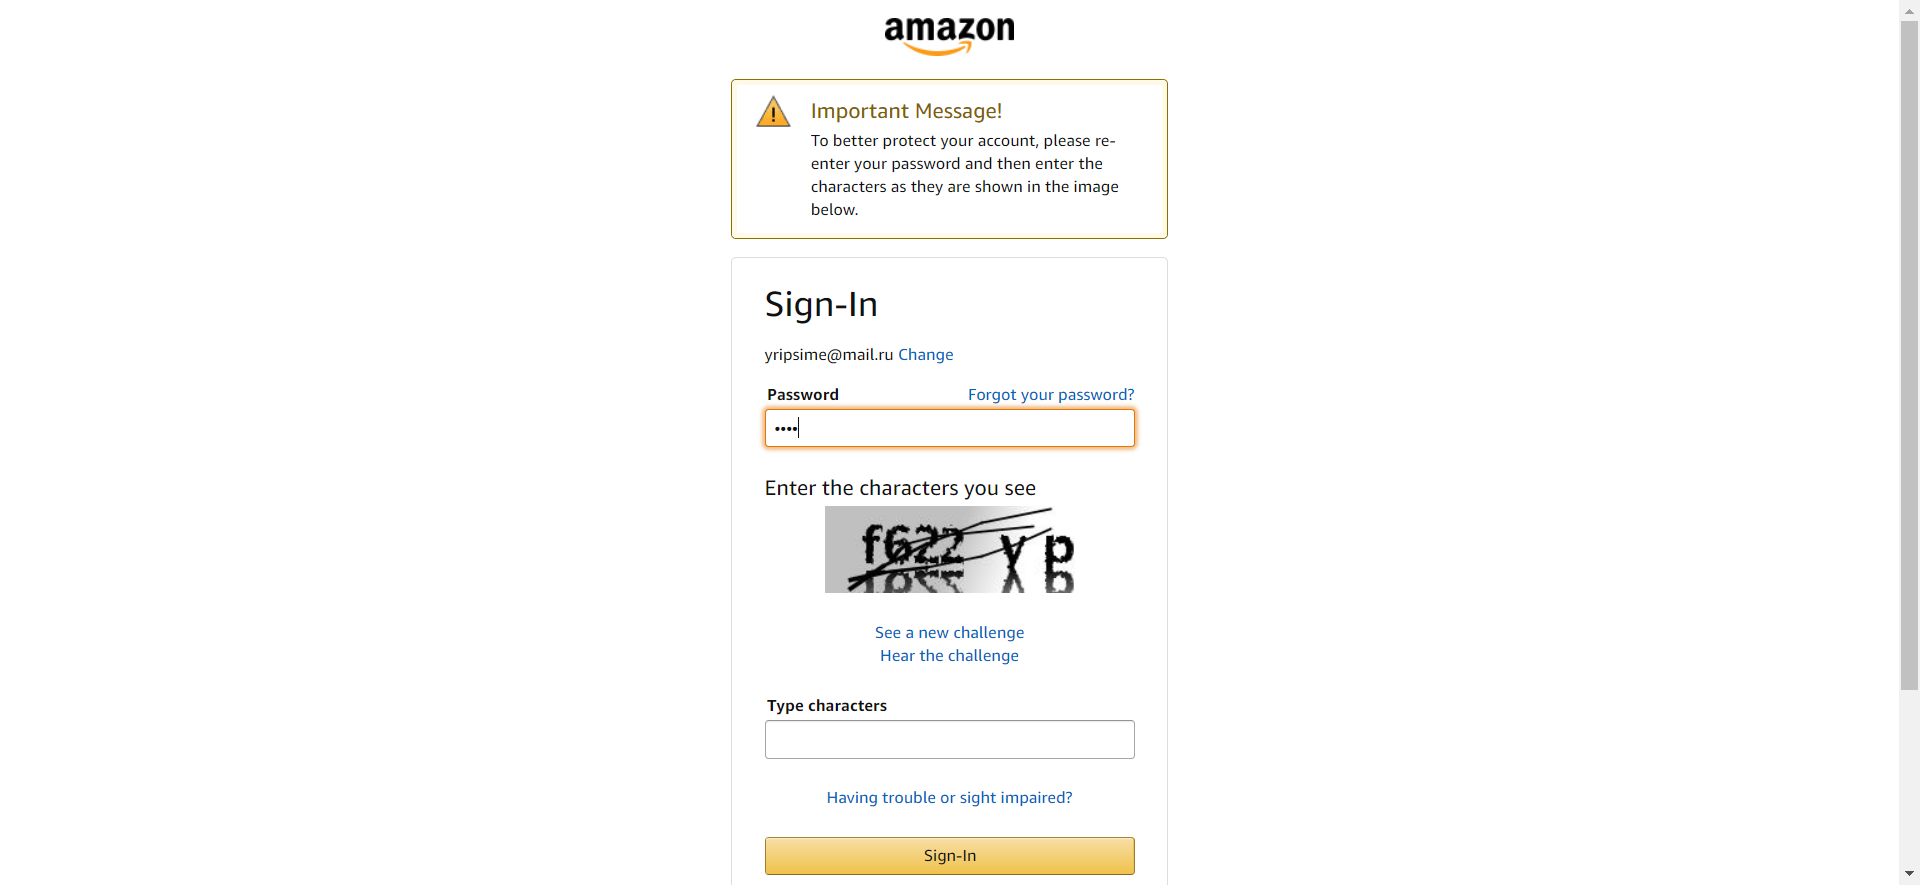 amazon
Important Message!
To better protect your account, please re-
enter your password and then enter the
characters as they are shown in the image
below.
Sign-In
yripsime@mail.ru Change
Password Forgot your password?
••••
Enter the characters you see
See a new challenge
Hear the challenge
Type characters
Having trouble or sight impaired?
Sign-In